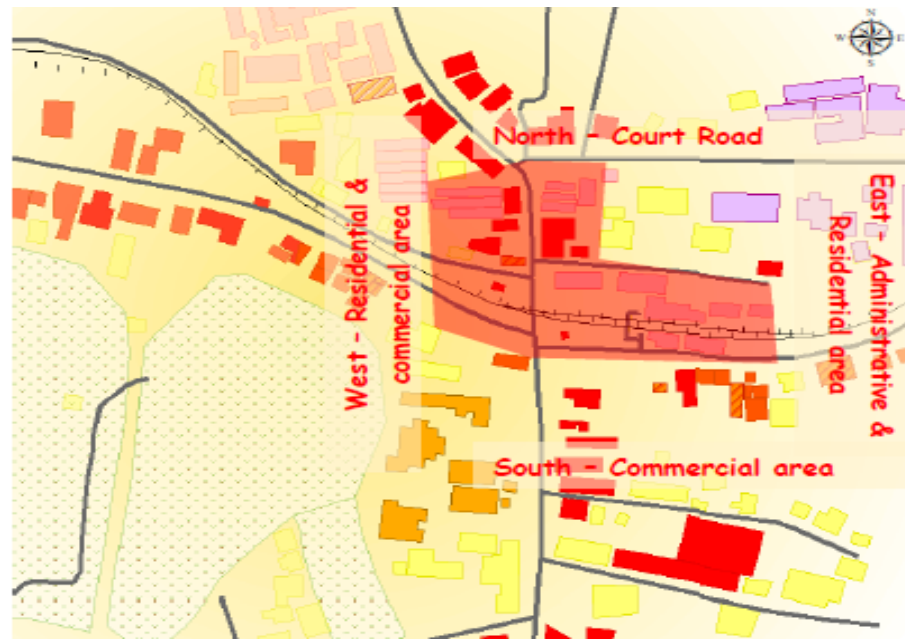 N
W E
S
North - Court Road
West - Residential &
commercial area
East - Administrative &
Residential area
South - Commercial area